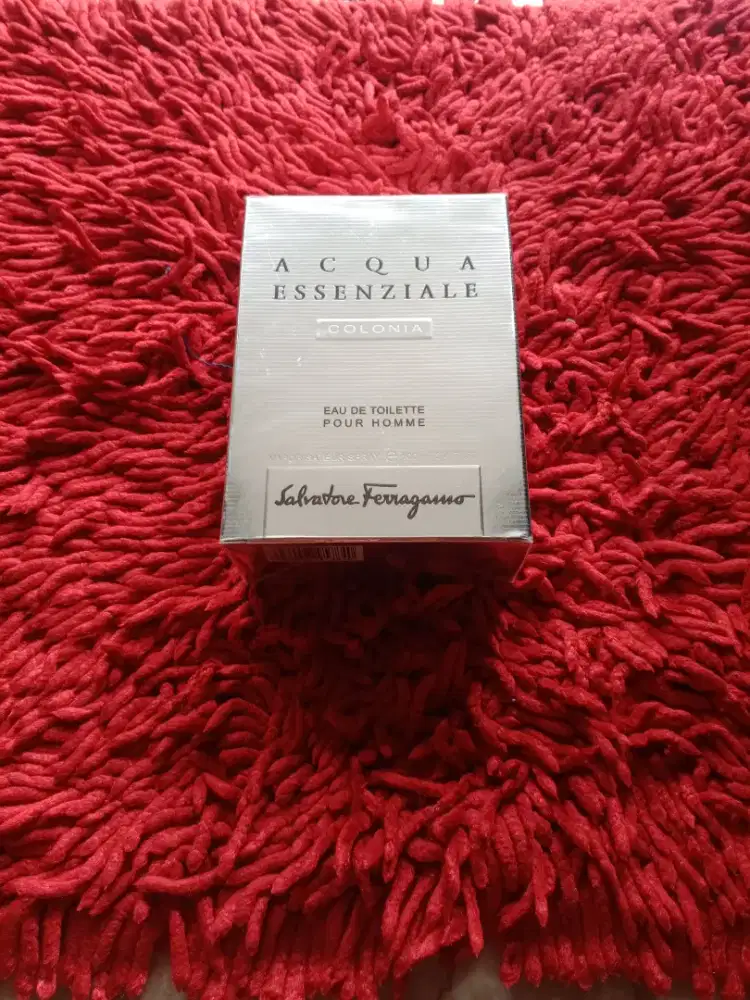 ACQUA
ESSENZIALE
COLONIA
EAU DE TOILETTE
POUR HOMME
Salvatore Ferragamo